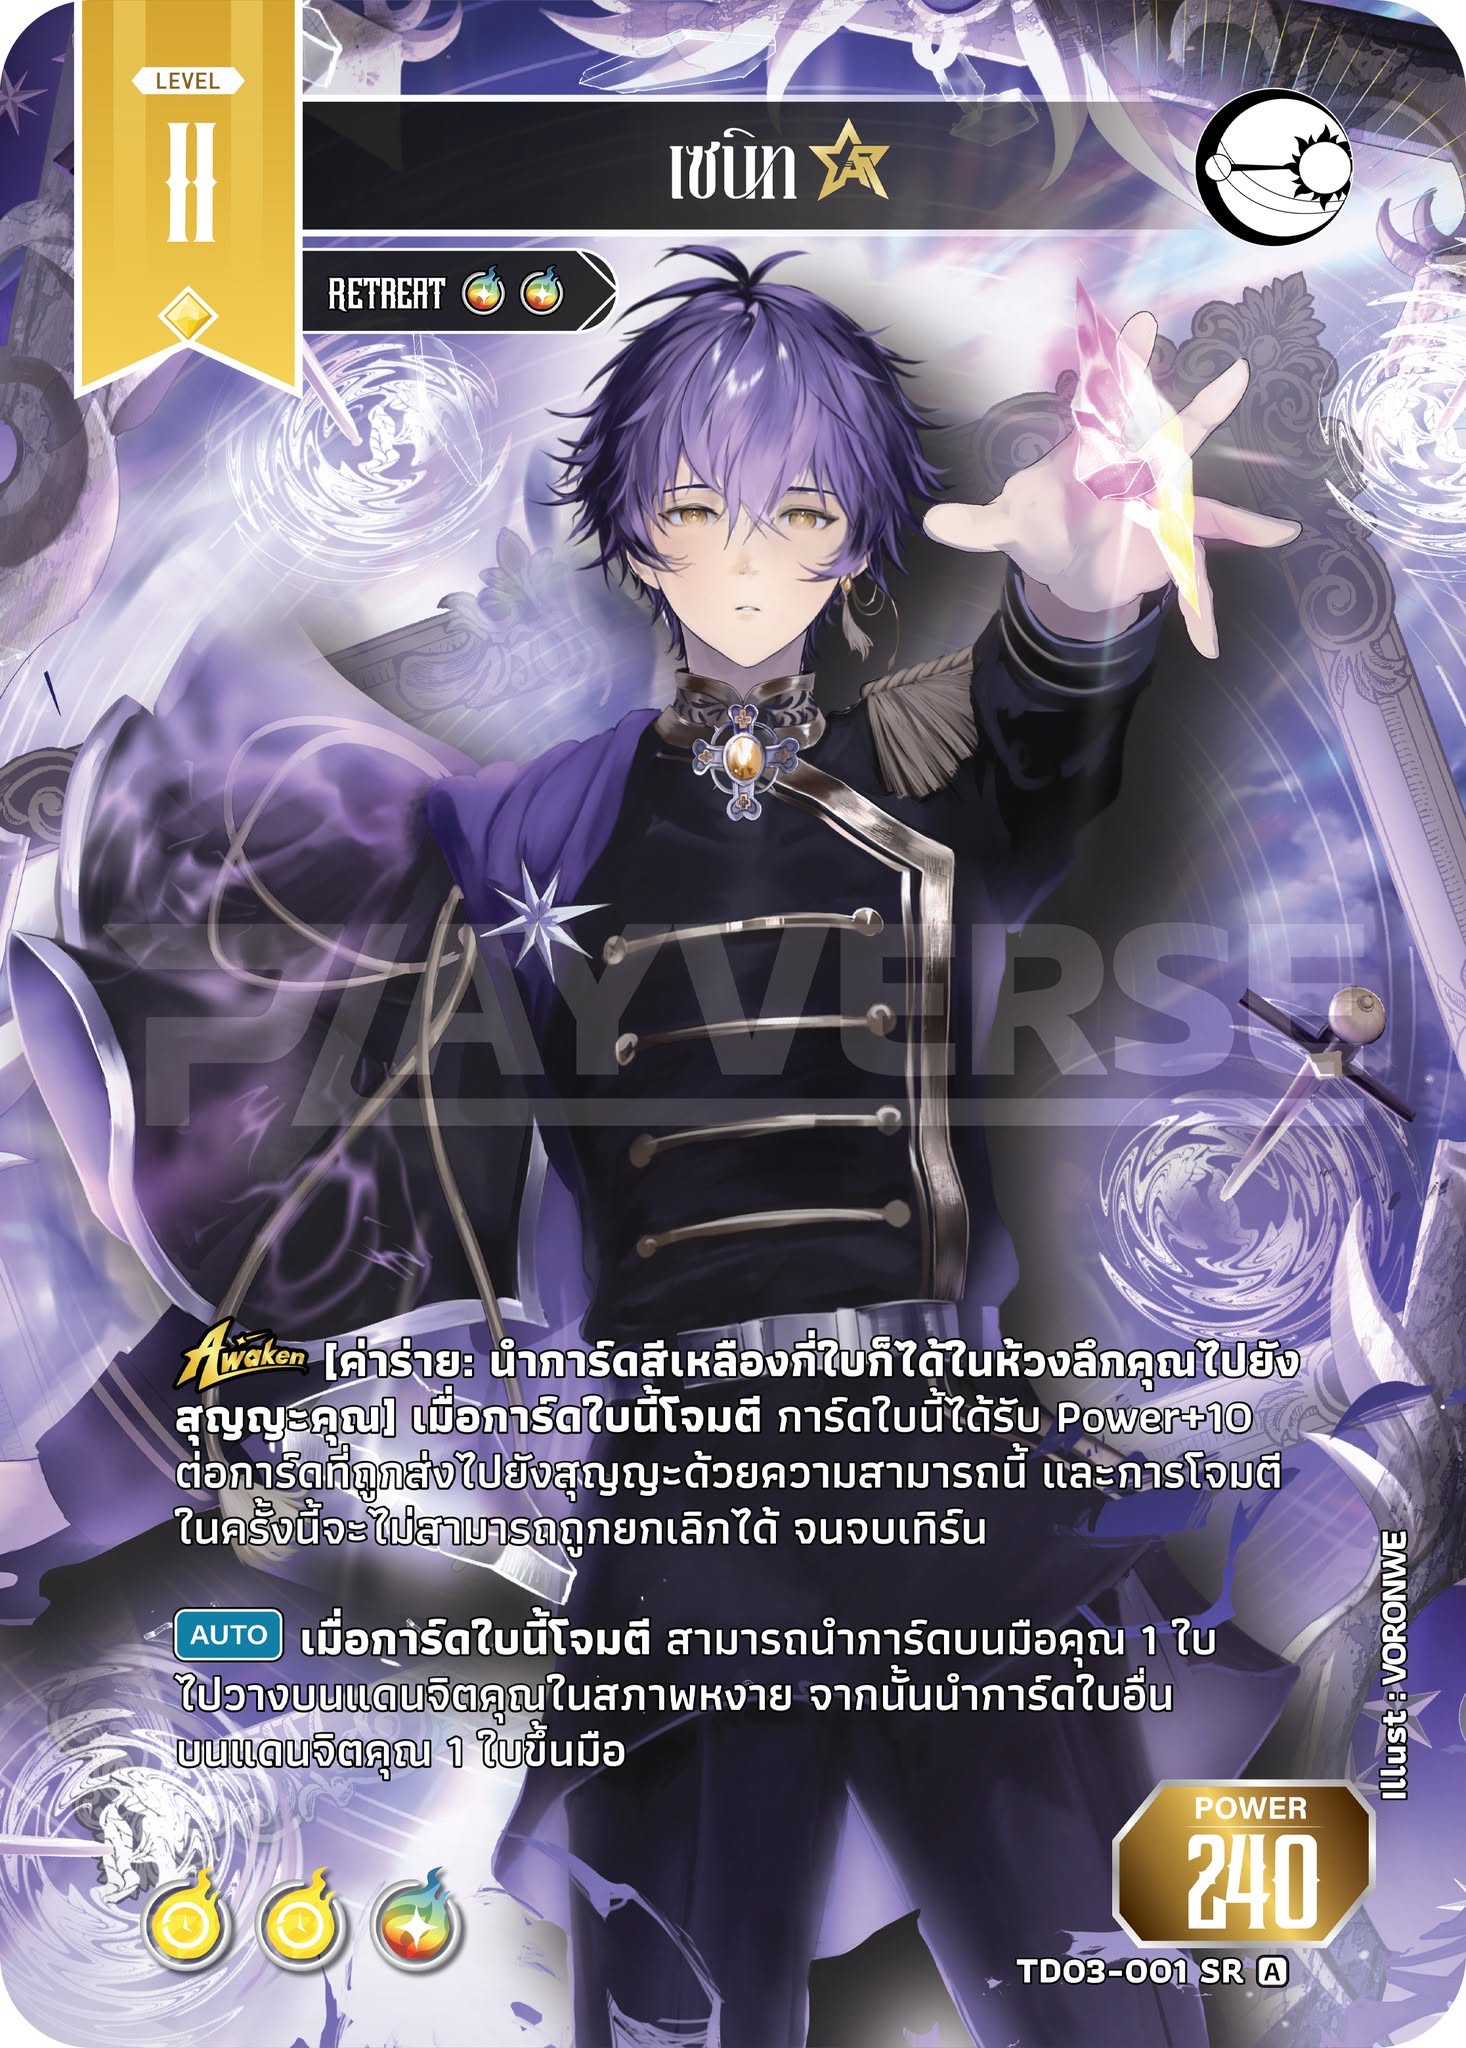 LEVEL
II
เซนิท AR
RETREAT
PLAYVERSE
Awaken [ค่าร่าย: นำการ์ดสีเหลืองกี่ใบก็ได้ในห้วงลึกคุณไปยัง
สุญญะคุณ] เมื่อการ์ดใบนี้โจมตี การ์ดใบนี้ได้รับ Power+10
ต่อการ์ดที่ถูกส่งไปยังสุญญะด้วยความสามารถนี้ และการโจมตี
ในครั้งนี้จะไม่สามารถถูกยกเลิกได้ จนจบเทิร์น
AUTO เมื่อการ์ดใบนี้โจมตี สามารถนำการ์ดบนมือคุณ 1 ใบ
ไปวางบนแดนจิตคุณในสภาพหงาย จากนั้นนำการ์ดใบอื่น
บนแดนจิตคุณ 1 ใบขึ้นมือ
Illust : VORONWE
POWER
240
TD03-001 SR A